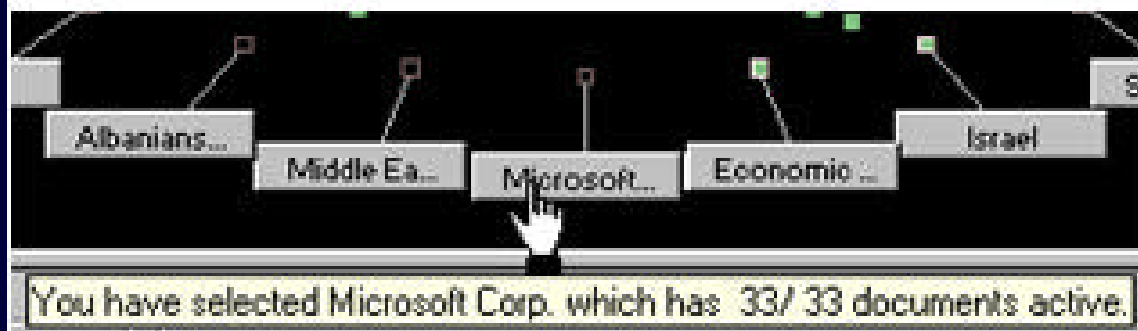 S
Albanians...
Israel
Middle Ea...
Economic ...
Microsoft...
You have selected Microsoft Corp. which has 33/ 33 documents active.